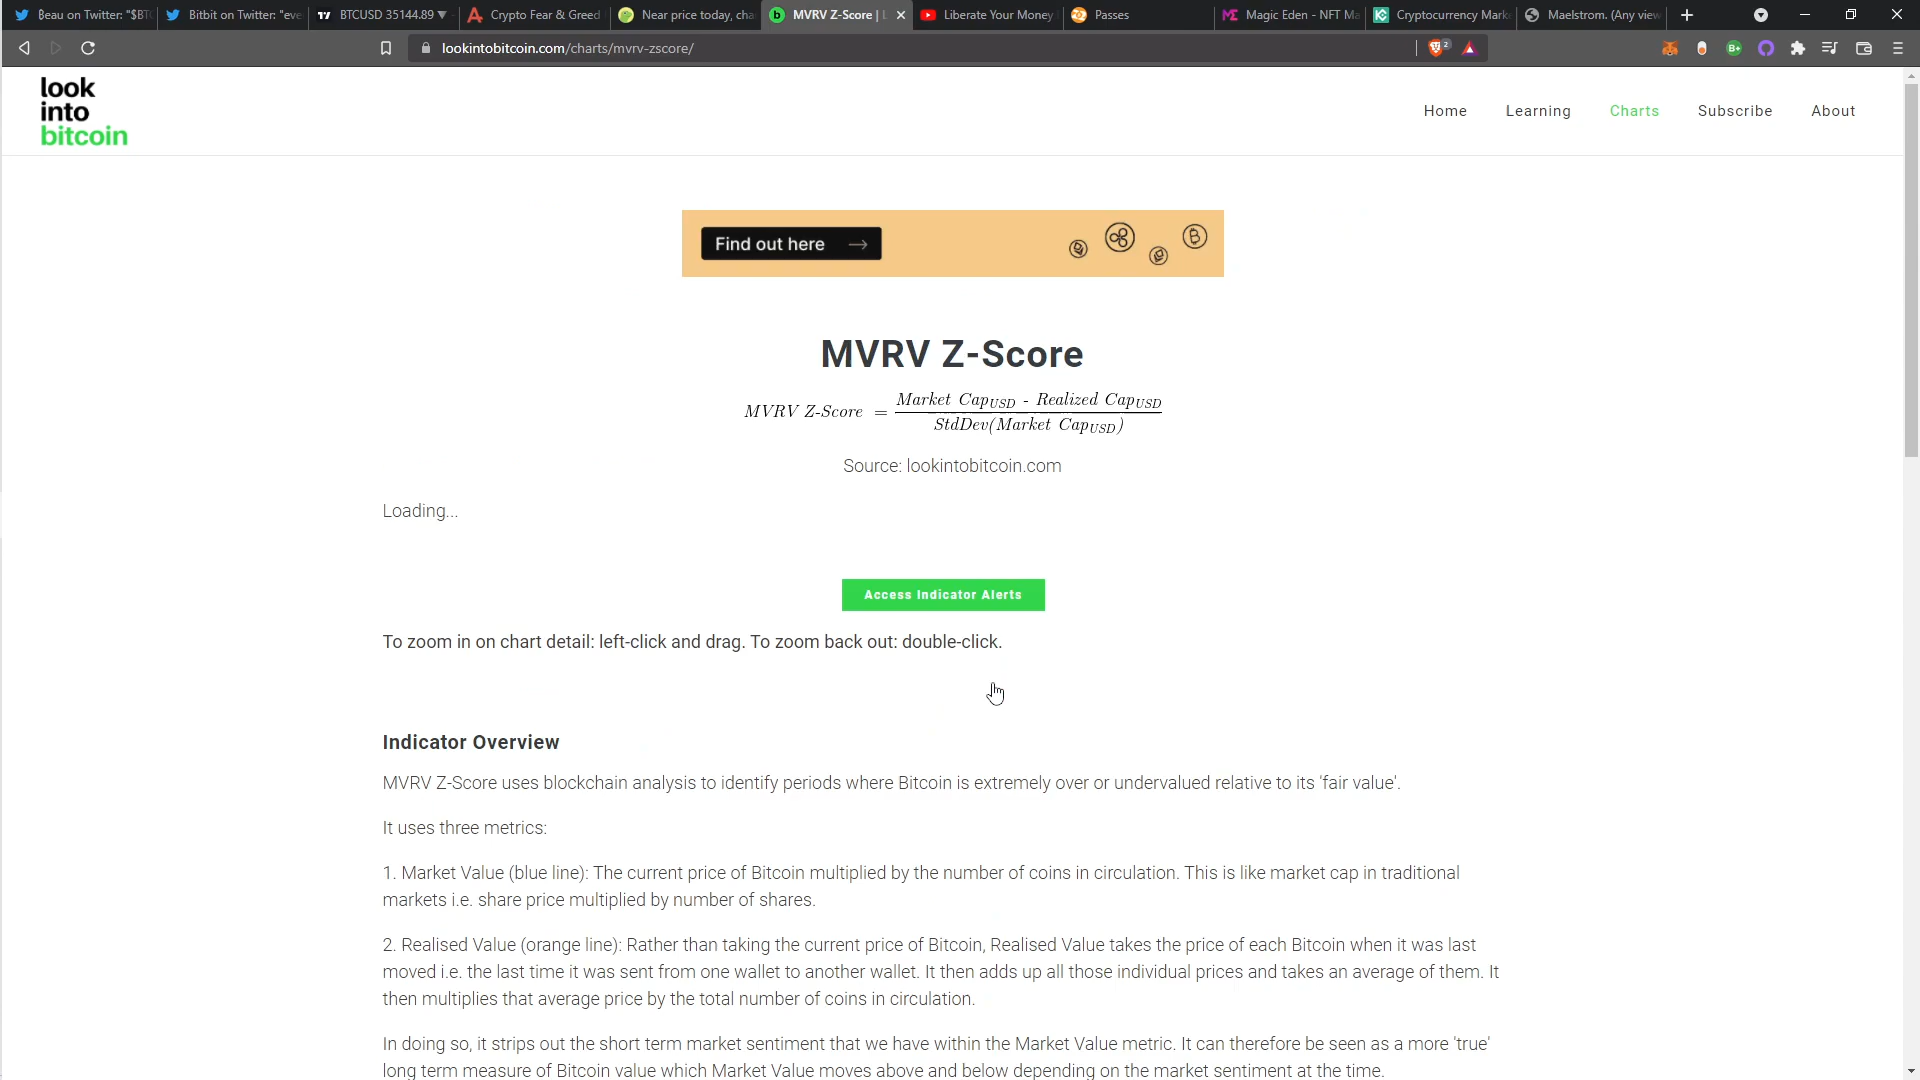 Beau on Twitter: "$BT
Bitbit on Twitter: "eve
BTCUSD 35144.89 ▼
Crypto Fear & Greed
Near price today, cha
MVRV Z-Score | L
Liberate Your Money
Passes
Magic Eden - NFT Ma
Cryptocurrency Mark
Maelstrom. (Any view
lookintobitcoin.com/charts/mvrv-zscore/
look
into
bitcoin
Home Learning Charts Subscribe About
Find out here →
MVRV Z-Score
MVRV Z-Score = Market CapUSD - Realized CapUSD
StdDev(Market CapUSD)
Source: lookintobitcoin.com
Loading...
Access Indicator Alerts
To zoom in on chart detail: left-click and drag. To zoom back out: double-click.
Indicator Overview
MVRV Z-Score uses blockchain analysis to identify periods where Bitcoin is extremely over or undervalued relative to its 'fair value'.
It uses three metrics:
1. Market Value (blue line): The current price of Bitcoin multiplied by the number of coins in circulation. This is like market cap in traditional
markets i.e. share price multiplied by number of shares.
2. Realised Value (orange line): Rather than taking the current price of Bitcoin, Realised Value takes the price of each Bitcoin when it was last
moved i.e. the last time it was sent from one wallet to another wallet. It then adds up all those individual prices and takes an average of them. It
then multiplies that average price by the total number of coins in circulation.
In doing so, it strips out the short term market sentiment that we have within the Market Value metric. It can therefore be seen as a more 'true'
long term measure of Bitcoin value which Market Value moves above and below depending on the market sentiment at the time.